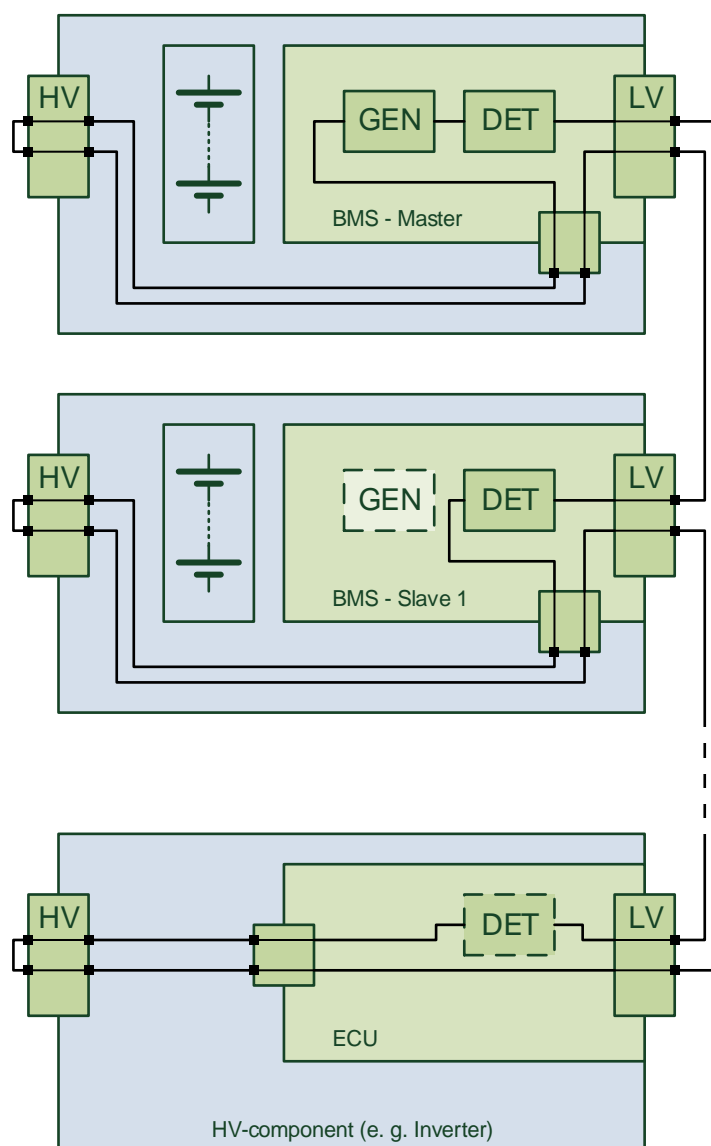 HV
GEN
DET
LV
BMS - Master
HV
GEN
DET
LV
BMS - Slave 1
HV
DET
LV
ECU
HV-component (e. g. Inverter)